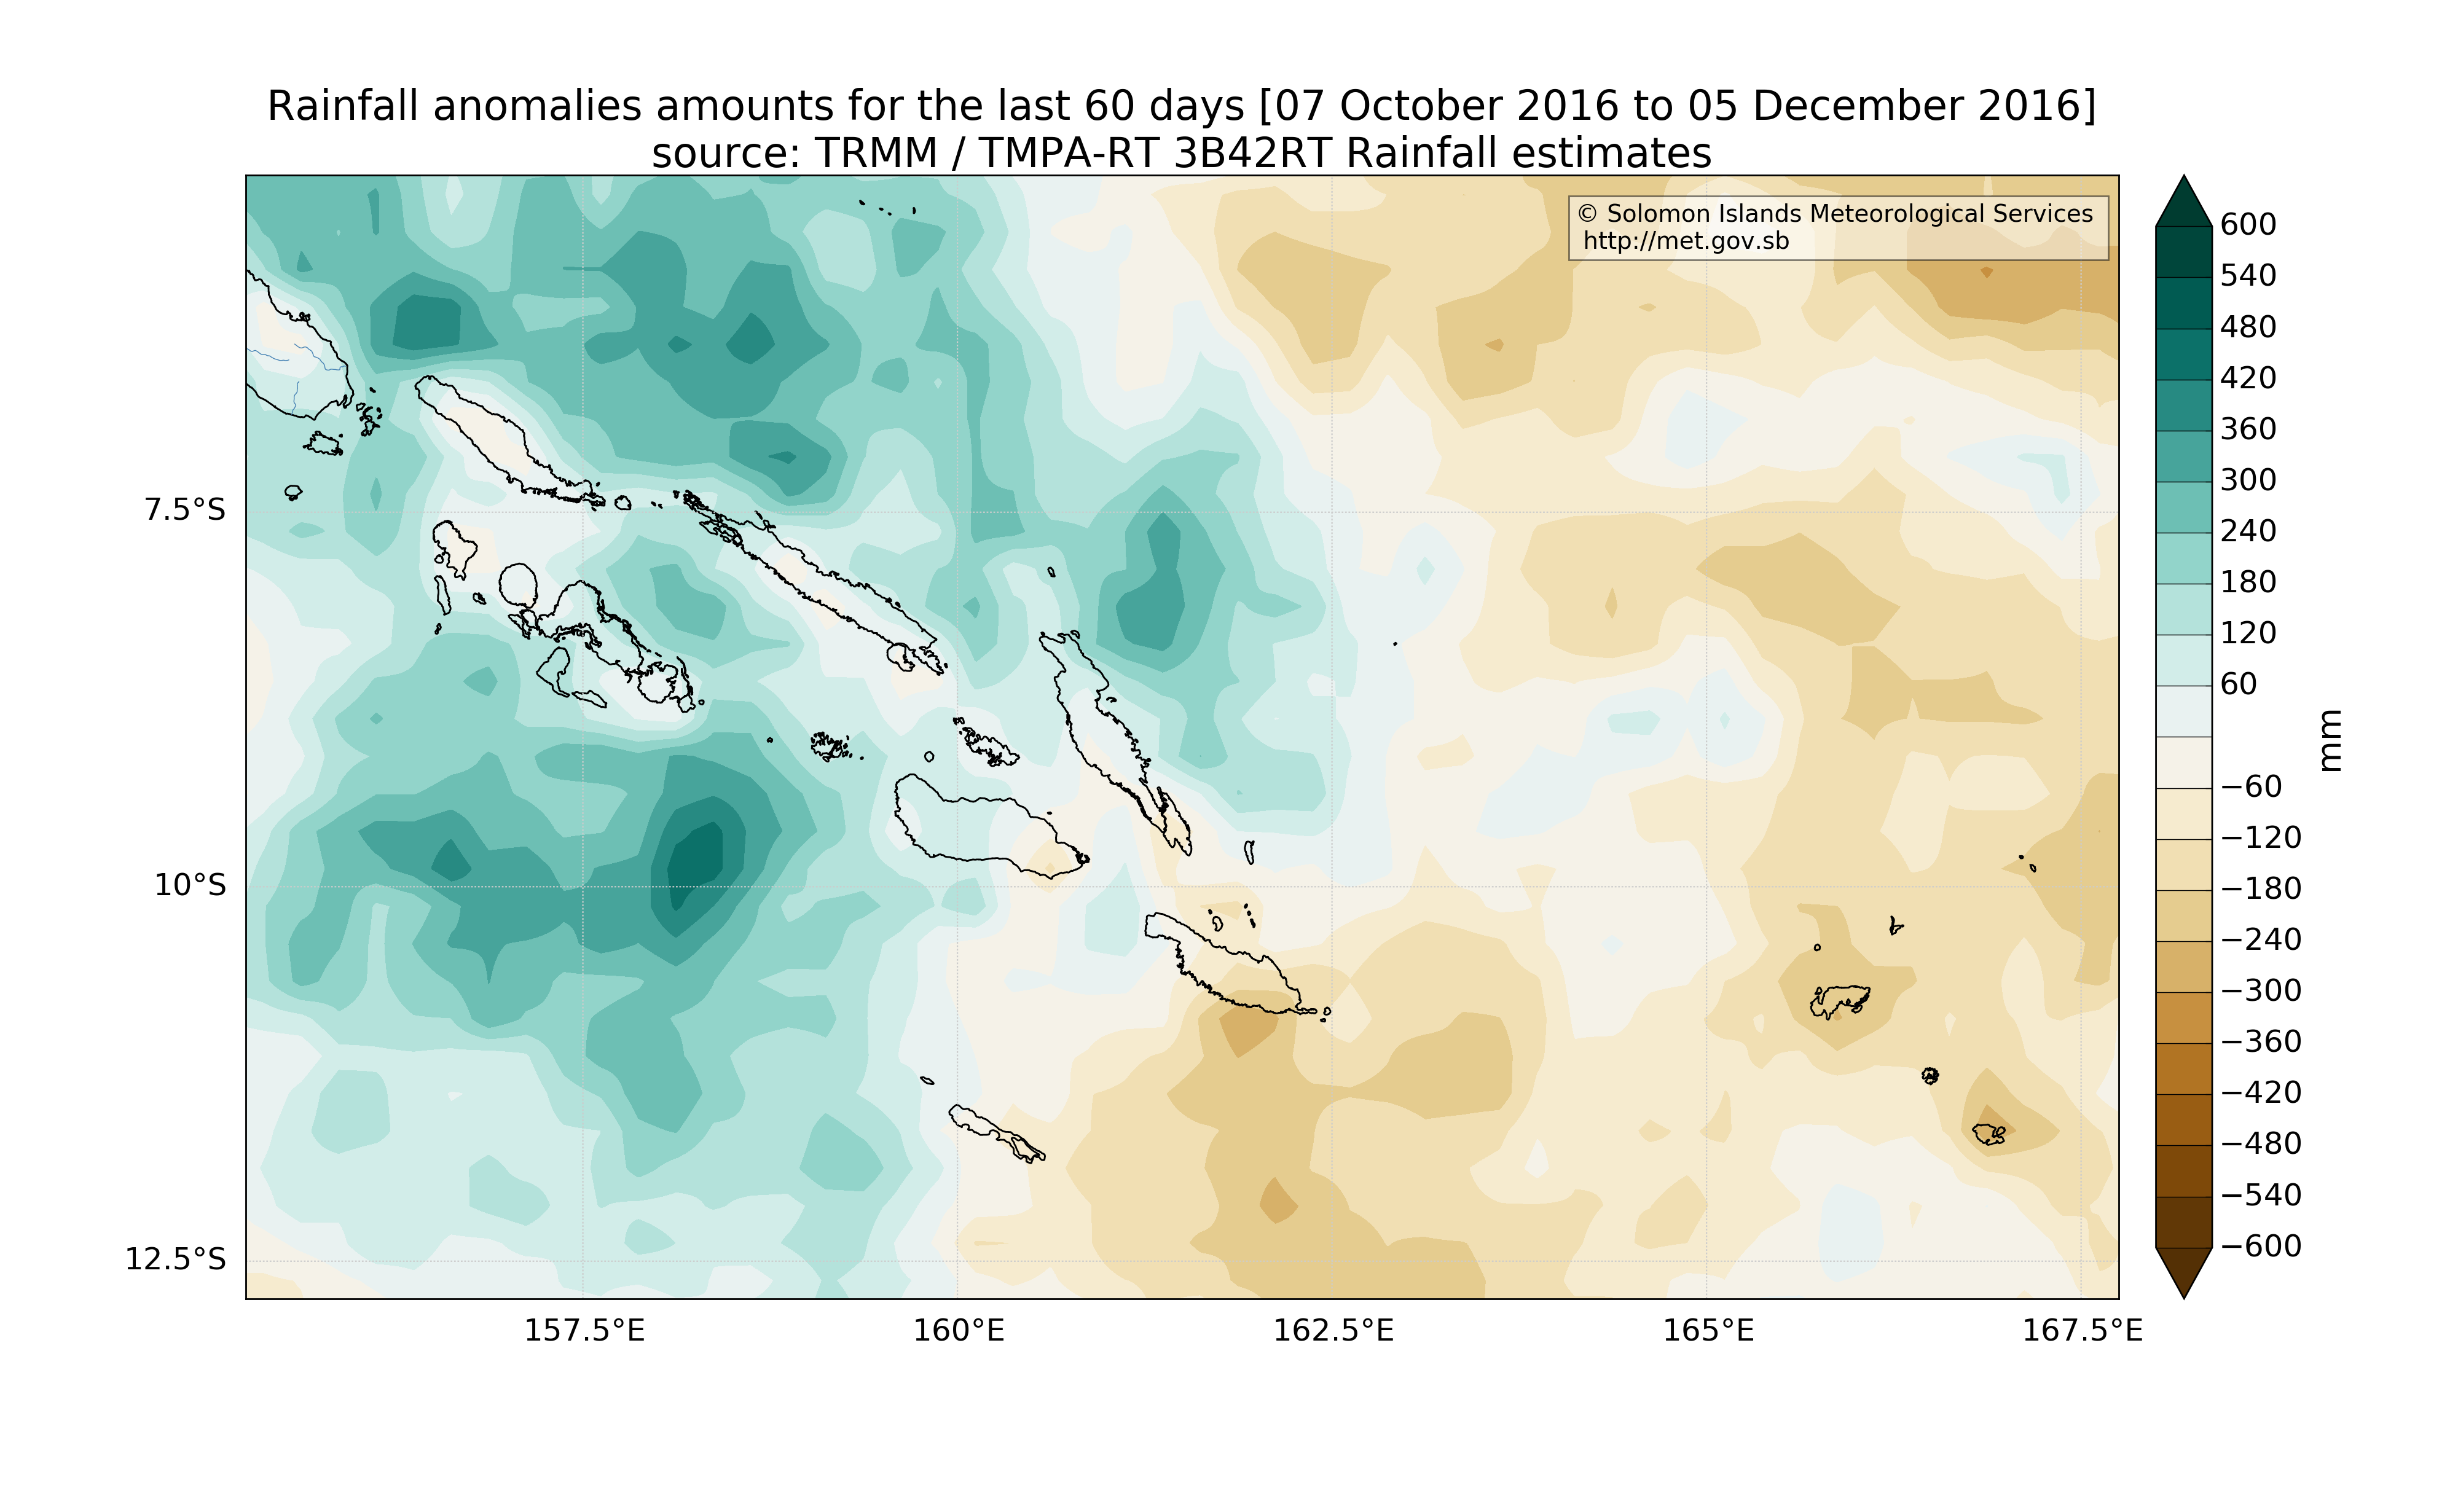 Rainfall anomalies amounts for the last 60 days [07 October 2016 to 05 December 2016]
source: TRMM / TMPA-RT 3B42RT Rainfall estimates
© Solomon Islands Meteorological Services
http://met.gov.sb
7.5°S
10°S
12.5°S
157.5°E
160°E
162.5°E
165°E
167.5°E
600
540
480
420
360
300
240
180
120
60
−60
−120
−180
−240
−300
−360
−420
−480
−540
−600
mm